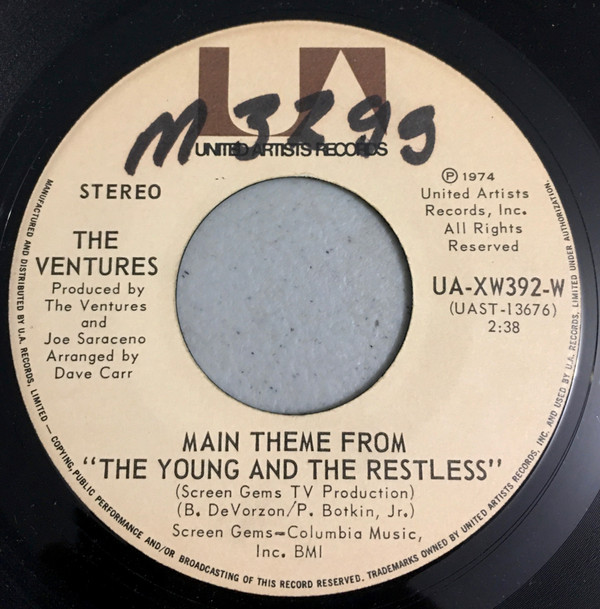 UA
UNITED ARTISTS RECORDS
M 3299
STEREO
THE
VENTURES
Produced by
The Ventures
and
Joe Saraceno
Arranged by
Dave Carr
Ⓟ 1974
United Artists
Records, Inc.
All Rights
Reserved
UA-XW392-W
(UAST-13676)
2:38
MAIN THEME FROM
"THE YOUNG AND THE RESTLESS"
(Screen Gems TV Production)
(B. DeVorzon/P. Botkin, Jr.)
Screen Gems-Columbia Music,
Inc. BMI
MANUFACTURED AND DISTRIBUTED BY U.A. RECORDS, LIMITED — COPYING, PUBLIC PERFORMANCE AND/OR BROADCASTING OF THIS RECORD RESERVED. TRADEMARKS OWNED BY UNITED ARTISTS RECORDS, INC. AND USED BY U.A. RECORDS, LIMITED UNDER AUTHORIZATION.